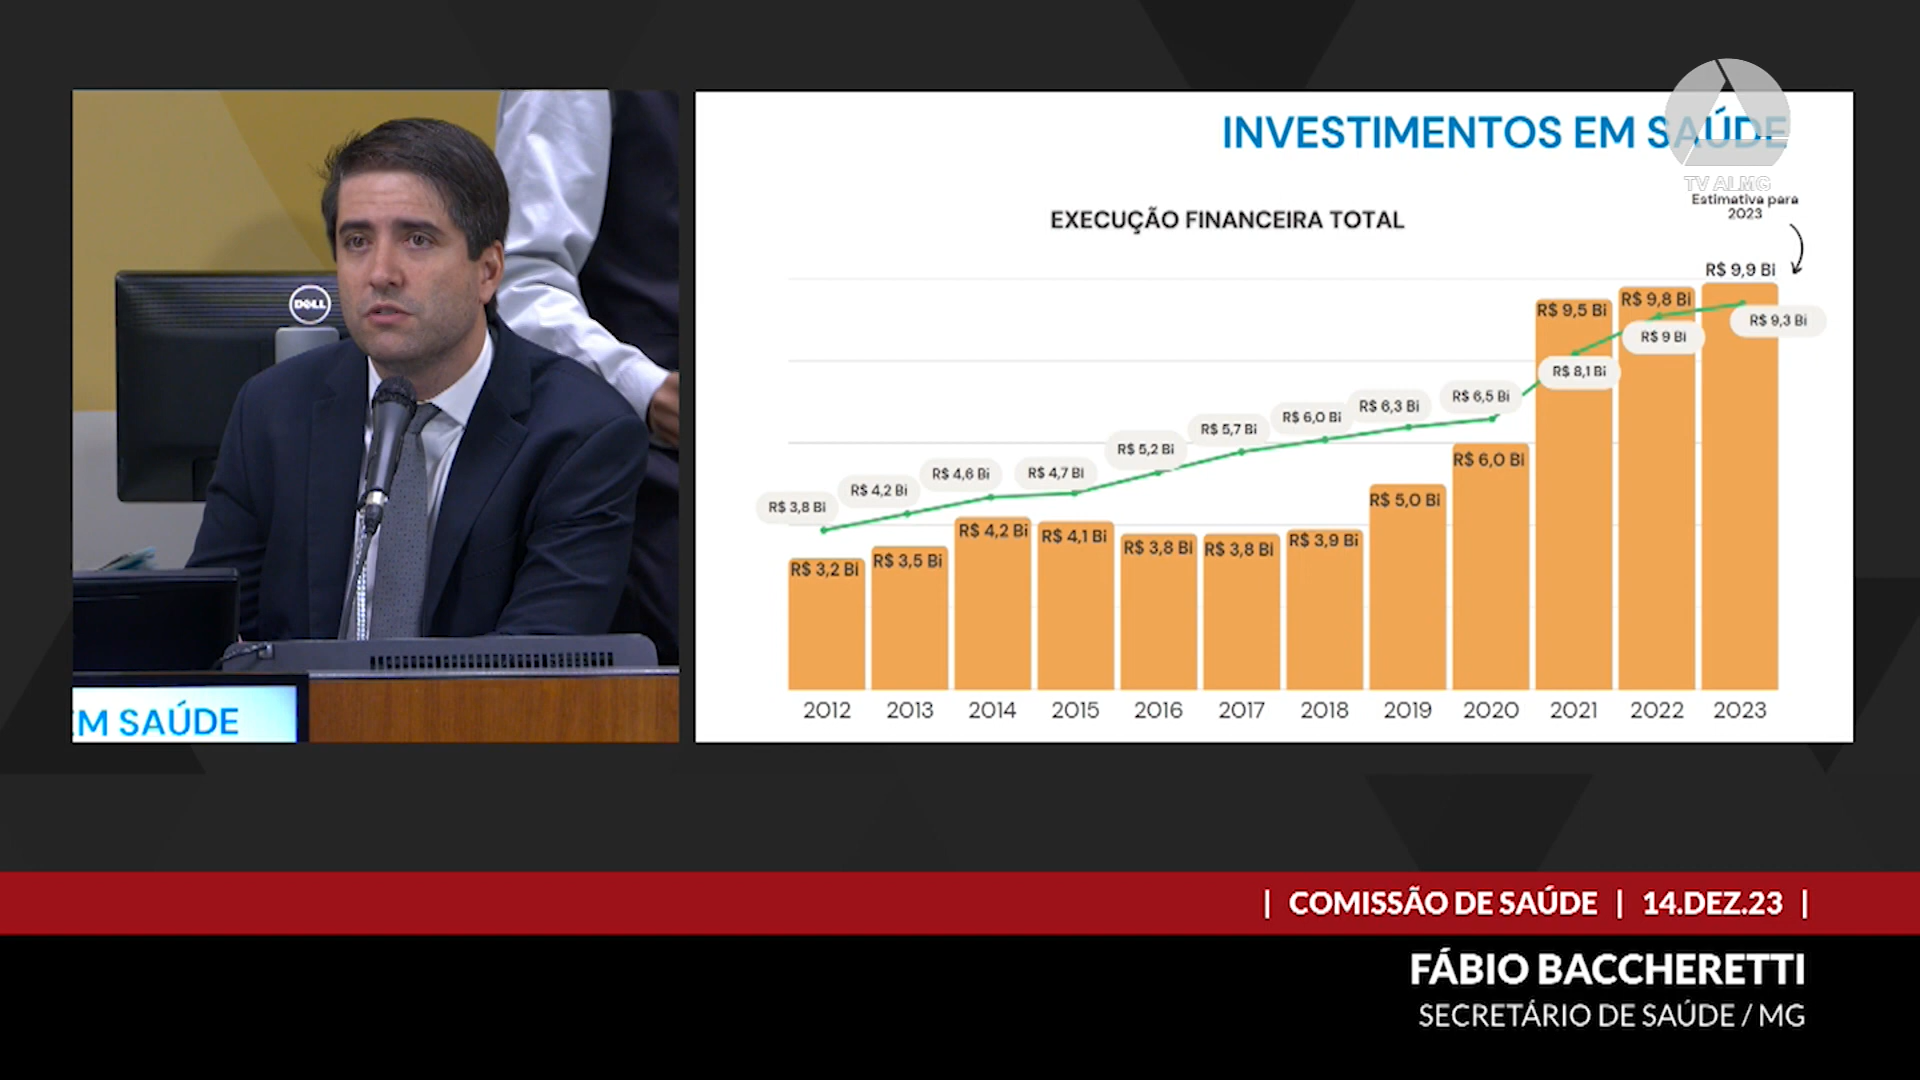 DELL
EM SAÚDE
INVESTIMENTOS EM SAÚDE
TV ALMG
Estimativa para
2023
EXECUÇÃO FINANCEIRA TOTAL
R$ 9,9 Bi
R$ 9,5 Bi
R$ 9,8 Bi
R$ 9,3 Bi
R$ 9 Bi
R$ 8,1 Bi
R$ 3,8 Bi
R$ 4,2 Bi
R$ 4,6 Bi
R$ 4,7 Bi
R$ 5,2 Bi
R$ 5,7 Bi
R$ 6,0 Bi
R$ 6,3 Bi
R$ 6,5 Bi
R$ 3,2 Bi
R$ 3,5 Bi
R$ 4,2 Bi
R$ 4,1 Bi
R$ 3,8 Bi
R$ 3,8 Bi
R$ 3,9 Bi
R$ 5,0 Bi
R$ 6,0 Bi
2012 2013 2014 2015 2016 2017 2018 2019 2020 2021 2022 2023
| COMISSÃO DE SAÚDE | 14.DEZ.23 |
FÁBIO BACCHERETTI
SECRETÁRIO DE SAÚDE / MG